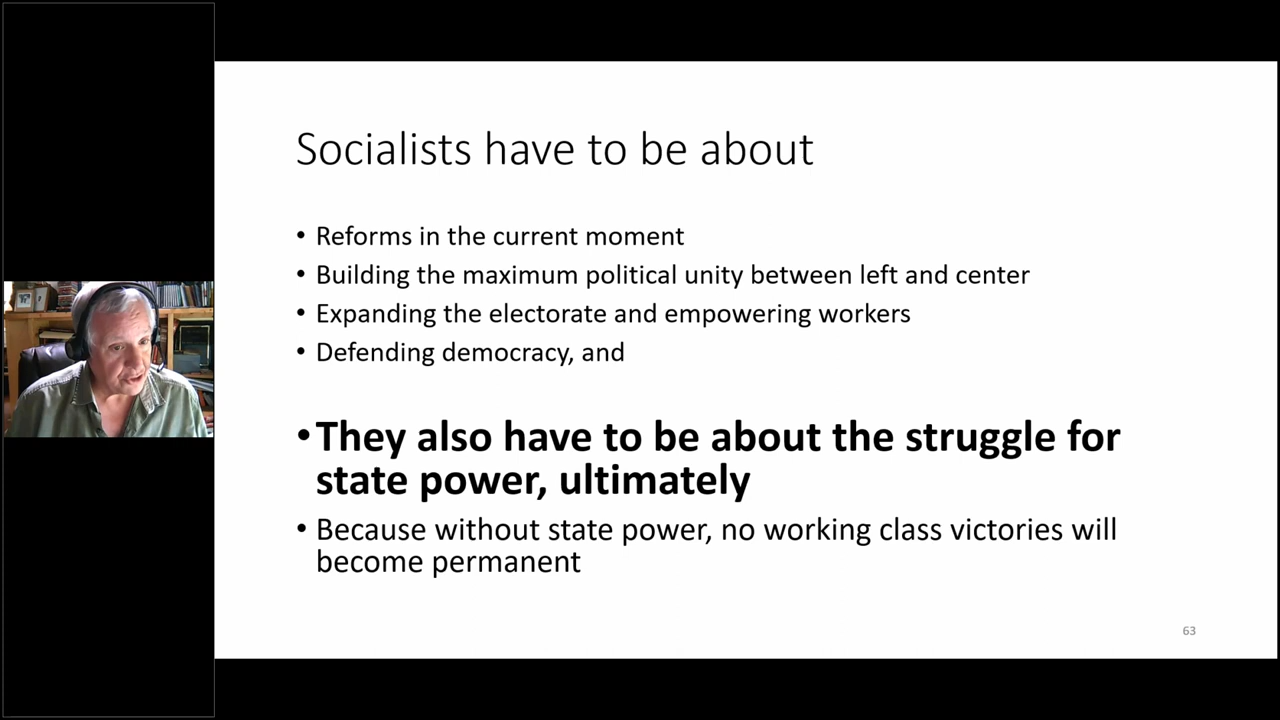 Socialists have to be about
• Reforms in the current moment
• Building the maximum political unity between left and center
• Expanding the electorate and empowering workers
• Defending democracy, and
• They also have to be about the struggle for
state power, ultimately
• Because without state power, no working class victories will
become permanent
63